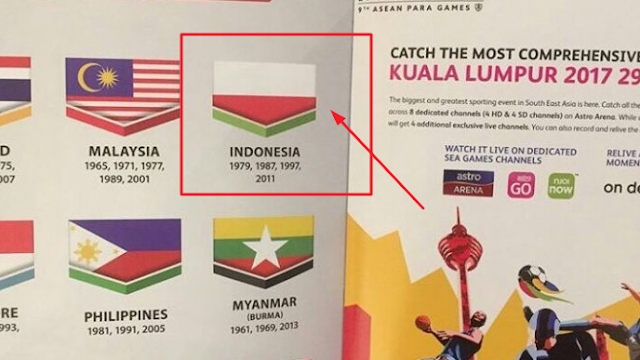 9TH ASEAN PARA GAMES
CATCH THE MOST COMPREHENSIVE
KUALA LUMPUR 2017 29
The biggest and greatest sporting event in South East Asia is here. Catch all the
across 8 dedicated channels (4 HD & 4 SD channels) on Astro Arena. While
will get 4 additional exclusive live channels. You can also record and relive the
WATCH IT LIVE ON DEDICATED
SEA GAMES CHANNELS
RELIVE
MOMEN
astro
ARENA
astro
GO
NJOI
now
on de
D
75,
007
MALAYSIA
1965, 1971, 1977,
1989, 2001
INDONESIA
1979, 1987, 1997,
2011
RE
993,
PHILIPPINES
1981, 1991, 2005
MYANMAR
(BURMA)
1961, 1969, 2013